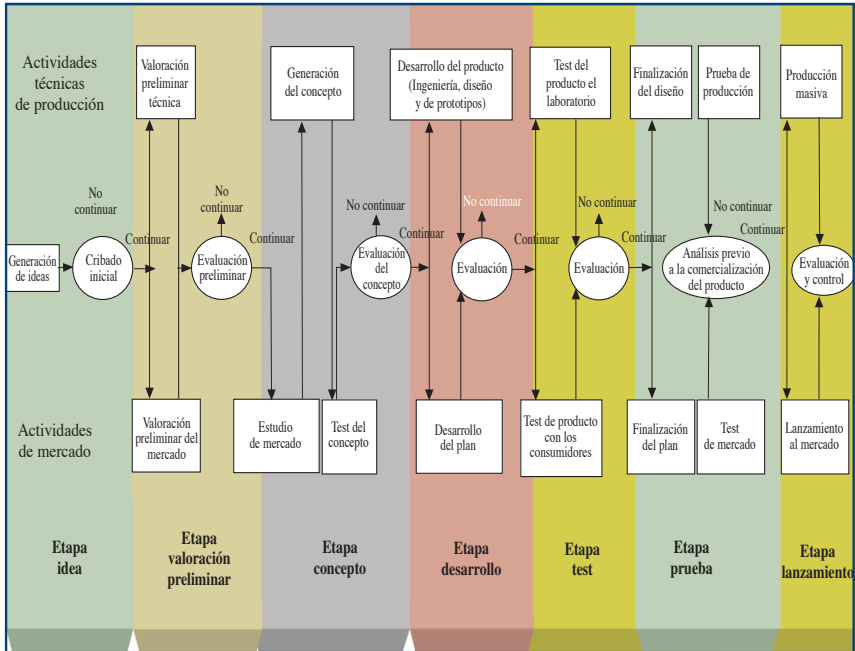 Actividades
técnicas
de producción
Valoración
preliminar
técnica
Generación
del concepto
Desarrollo del producto
(Ingeniería, diseño
y de prototipos)
Test del
producto el
laboratorio
Finalización
del diseño
Prueba de
producción
Producción
masiva
No
continuar
No
continuar
No continuar
No continuar
No continuar
No continuar
Continuar
Continuar
Continuar
Continuar
Continuar
Continuar
Generación
de ideas
Cribado
inicial
Evaluación
preliminar
Evaluación
del
concepto
Evaluación
Evaluación
Análisis previo
a la comercialización
del producto
Evaluación
y control
Actividades
de mercado
Valoración
preliminar del
mercado
Estudio
de mercado
Test del
concepto
Desarrollo
del plan
Test de producto
con los
consumidores
Finalización
del plan
Test
de mercado
Lanzamiento
al mercado
Etapa
idea
Etapa
valoración
preliminar
Etapa
concepto
Etapa
desarrollo
Etapa
test
Etapa
prueba
Etapa
lanzamiento